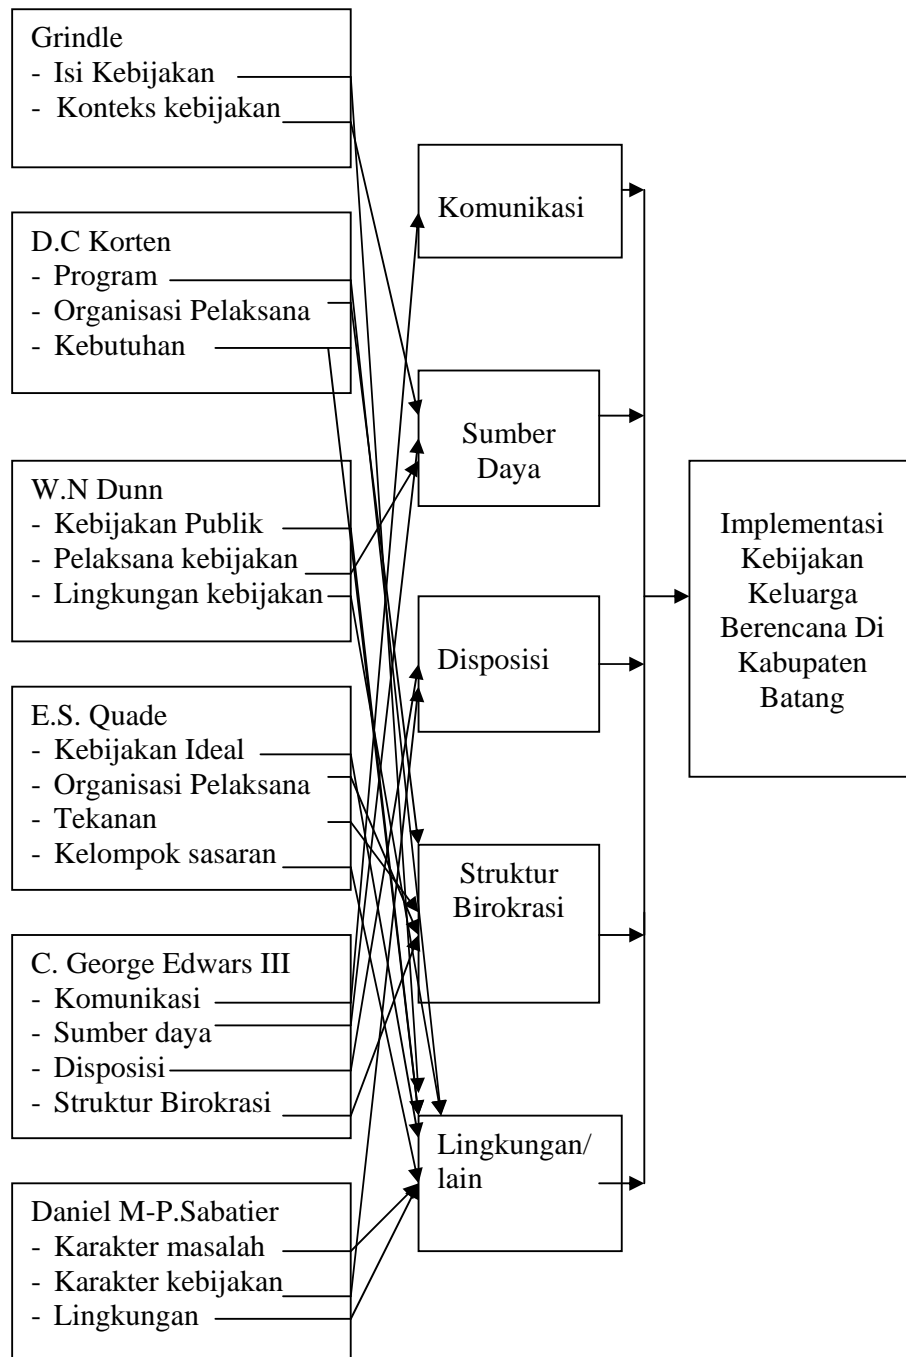 Grindle
- Isi Kebijakan
- Konteks kebijakan
D.C Korten
- Program
- Organisasi Pelaksana
- Kebutuhan
W.N Dunn
- Kebijakan Publik
- Pelaksana kebijakan
- Lingkungan kebijakan
E.S. Quade
- Kebijakan Ideal
- Organisasi Pelaksana
- Tekanan
- Kelompok sasaran
C. George Edwars III
- Komunikasi
- Sumber daya
- Disposisi
- Struktur Birokrasi
Daniel M-P.Sabatier
- Karakter masalah
- Karakter kebijakan
- Lingkungan
Komunikasi
Sumber
Daya
Disposisi
Struktur
Birokrasi
Lingkungan/
lain
Implementasi
Kebijakan
Keluarga
Berencana Di
Kabupaten
Batang